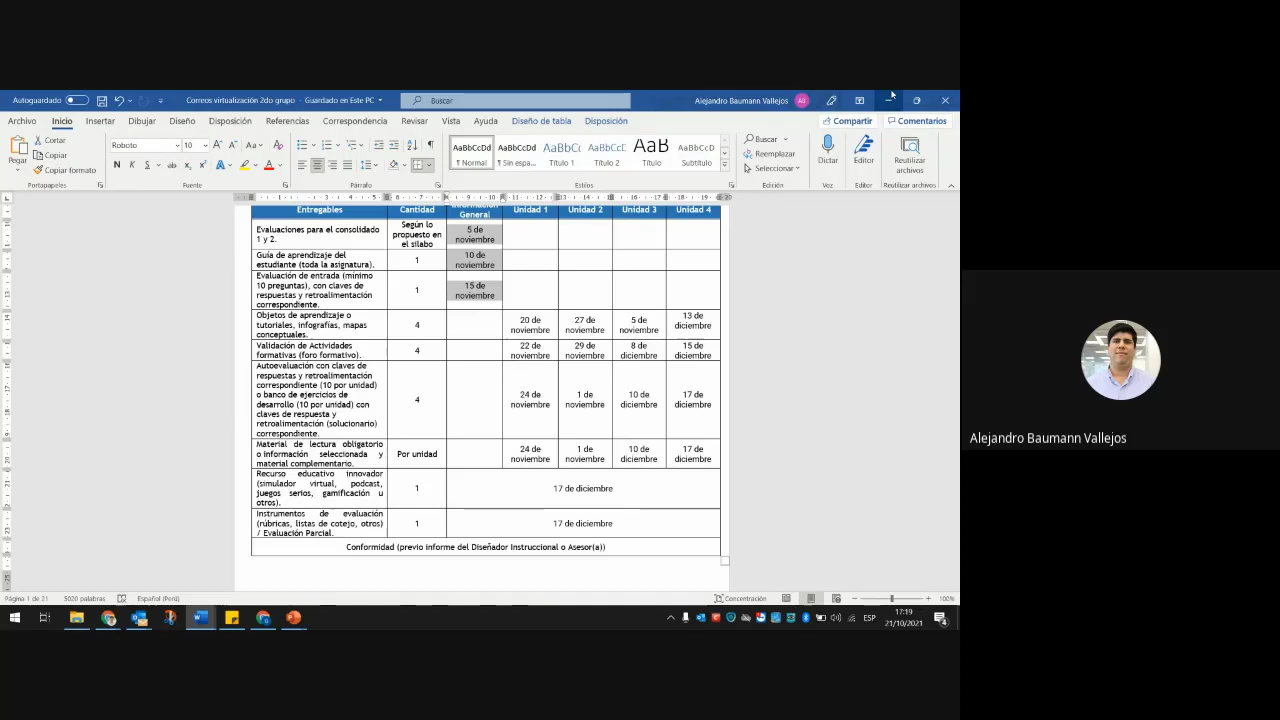 Autoguardado
Correos virtualización 2do grupo - Guardado en Este PC
Buscar
Alejandro Baumann Vallejos
AB
Archivo
Inicio
Insertar
Dibujar
Diseño
Disposición
Referencias
Correspondencia
Revisar
Vista
Ayuda
Diseño de tabla
Disposición
Compartir
Comentarios
Pegar
Cortar
Copiar
Copiar formato
Portapapeles
Roboto
10
Fuente
Párrafo
AaBbCcDd
¶ Normal
AaBbCcDd
¶ Sin espa...
AaBbCc
Título 1
AaBbCcD
Título 2
AaB
Título
AaBbCcD
Subtítulo
Estilos
Buscar
Reemplazar
Seleccionar
Edición
Dictar
Voz
Editor
Editor
Reutilizar
archivos
Reutilizar archivos
Entregables
Cantidad
Información
General
Unidad 1
Unidad 2
Unidad 3
Unidad 4
Evaluaciones para el consolidado
1 y 2.
Según lo
propuesto en
el sílabo
5 de
noviembre
Guía de aprendizaje del
estudiante (toda la asignatura).
1
10 de
noviembre
Evaluación de entrada (mínimo
10 preguntas), con claves de
respuestas y retroalimentación
correspondiente.
1
15 de
noviembre
Objetos de aprendizaje o
tutoriales, infografías, mapas
conceptuales.
4
20 de
noviembre
27 de
noviembre
5 de
noviembre
13 de
diciembre
Validación de Actividades
formativas (foro formativo).
4
22 de
noviembre
29 de
noviembre
8 de
diciembre
15 de
diciembre
Autoevaluación con claves de
respuestas y retroalimentación
correspondiente (10 por unidad)
o banco de ejercicios de
desarrollo (10 por unidad) con
claves de respuesta y
retroalimentación (solucionario)
correspondiente.
4
24 de
noviembre
1 de
noviembre
10 de
diciembre
17 de
diciembre
Material de lectura obligatorio
o información seleccionada y
material complementario.
Por unidad
24 de
noviembre
1 de
noviembre
10 de
diciembre
17 de
diciembre
Recurso educativo innovador
(simulador virtual, podcast,
juegos serios, gamificación u
otros).
1
17 de diciembre
Instrumentos de evaluación
(rúbricas, listas de cotejo, otros)
/ Evaluación Parcial.
1
17 de diciembre
Conformidad (previo informe del Diseñador Instruccional o Asesor(a))
Página 1 de 21
5020 palabras
Español (Perú)
Concentración
100%
ESP
17:19
21/10/2021
Alejandro Baumann Vallejos